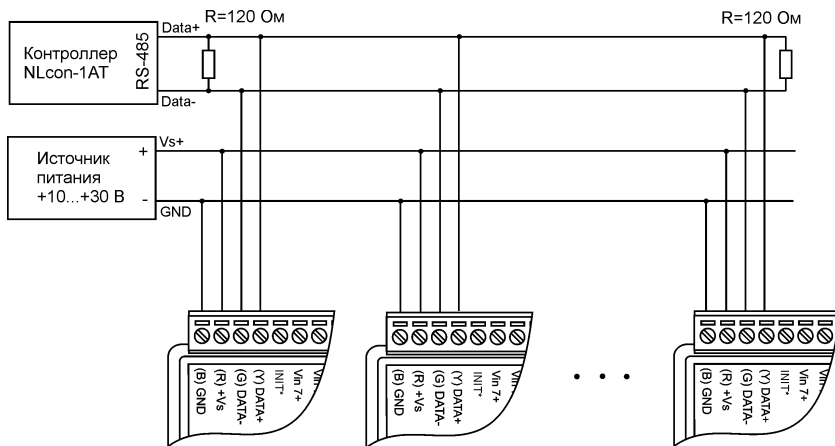 R=120 Ом
R=120 Ом
Data+
Контроллер
NLcon-1AT
RS-485
Data-
Vs+
Источник
питания
+10...+30 В
+
-
GND
(B) GND
(R) +Vs
(G) DATA-
(Y) DATA+
INIT*
Vin 7+
(B) GND
(R) +Vs
(G) DATA-
(Y) DATA+
INIT*
Vin 7+
(B) GND
(R) +Vs
(G) DATA-
(Y) DATA+
INIT*
Vin 7+